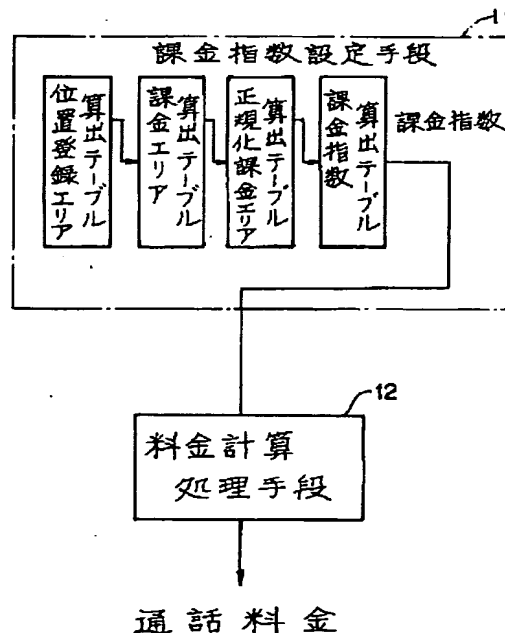 課金指数設定手段
位置登録エリア
算出テーブル
課金エリア
算出テーブル
正規化課金エリア
算出テーブル
課金指数
算出テーブル
課金指数
12
料金計算
処理手段
通話料金